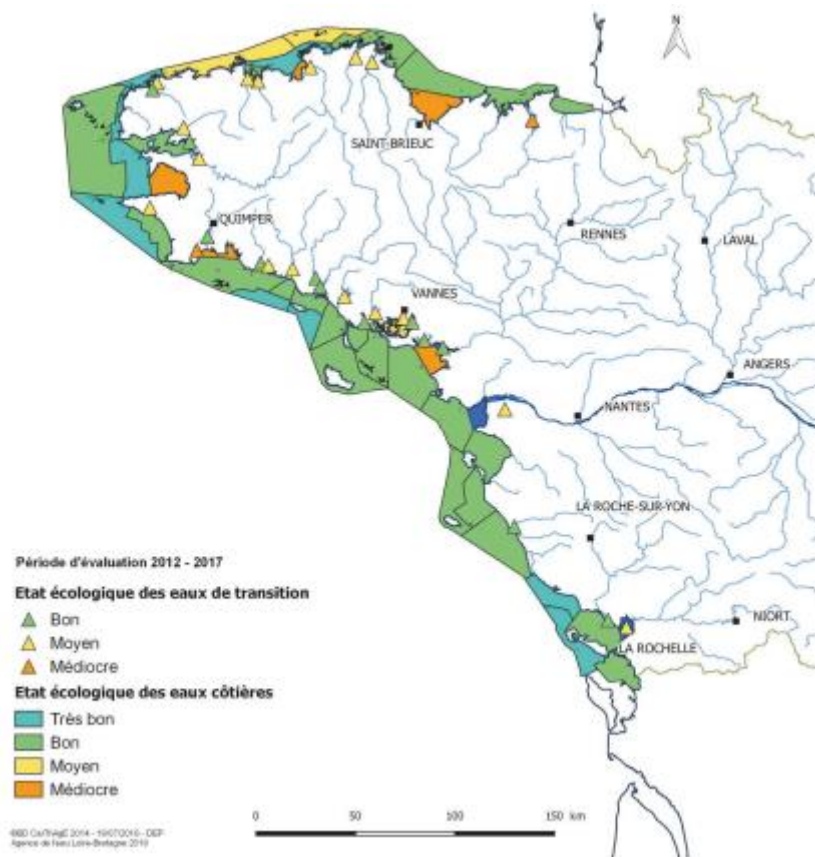 N
SAINT-BRIEUC
QUIMPER
RENNES
LAVAL
VANNES
ANGERS
NANTES
LA ROCHE-SUR-YON
NIORT
LA ROCHELLE
Période d'évaluation 2012 - 2017
Etat écologique des eaux de transition
Bon
Moyen
Médiocre
Etat écologique des eaux côtières
Très bon
Bon
Moyen
Médiocre
0 50 100 150 km
Agence de l'eau Loire-Bretagne